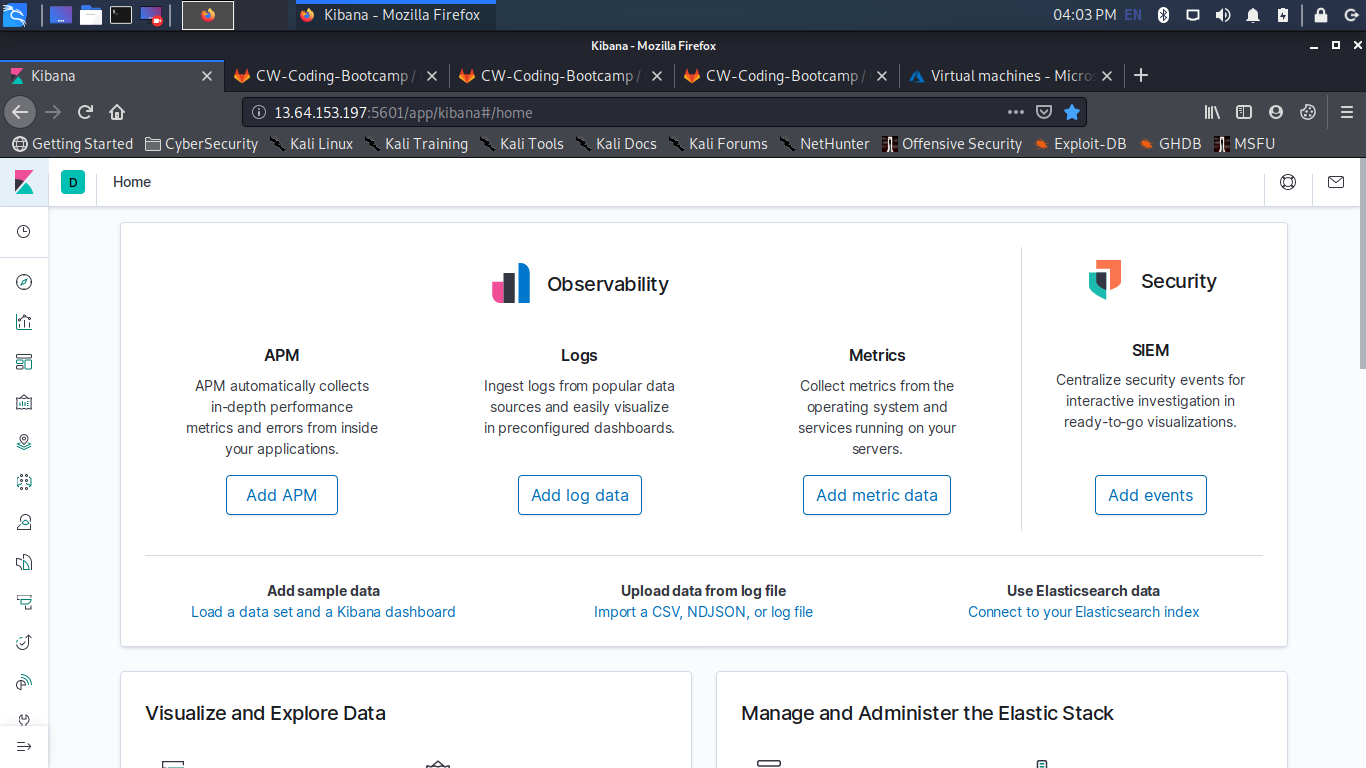 Kibana - Mozilla Firefox
04:03 PM EN
Kibana - Mozilla Firefox
Kibana
CW-Coding-Bootcamp /
CW-Coding-Bootcamp /
CW-Coding-Bootcamp /
Virtual machines - Micros
13.64.153.197:5601/app/kibana#/home
Getting Started CyberSecurity Kali Linux Kali Training Kali Tools Kali Docs Kali Forums NetHunter Offensive Security Exploit-DB GHDB MSFU
D Home
Observability
APM
APM automatically collects
in-depth performance
metrics and errors from inside
your applications.
Add APM
Logs
Ingest logs from popular data
sources and easily visualize
in preconfigured dashboards.
Add log data
Metrics
Collect metrics from the
operating system and
services running on your
servers.
Add metric data
Security
SIEM
Centralize security events for
interactive investigation in
ready-to-go visualizations.
Add events
Add sample data
Load a data set and a Kibana dashboard
Upload data from log file
Import a CSV, NDJSON, or log file
Use Elasticsearch data
Connect to your Elasticsearch index
Visualize and Explore Data
Manage and Administer the Elastic Stack